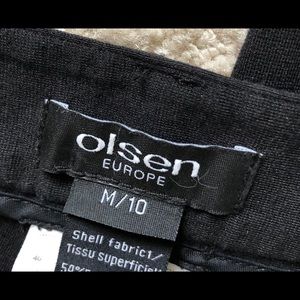 olsen
EUROPE
M/10
Shell fabric1/
Tissu superficiel